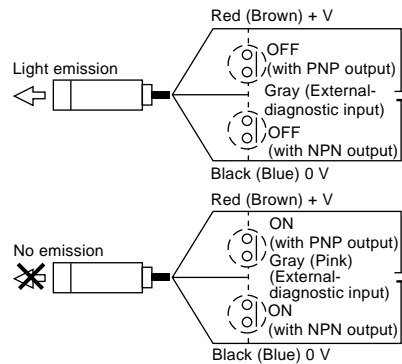 Red (Brown) + V
OFF
(with PNP output)
Light emission
Gray (External-
diagnostic input)
OFF
(with NPN output)
Black (Blue) 0 V
Red (Brown) + V
ON
(with PNP output)
No emission
Gray (Pink)
(External-
diagnostic input)
ON
(with NPN output)
Black (Blue) 0 V